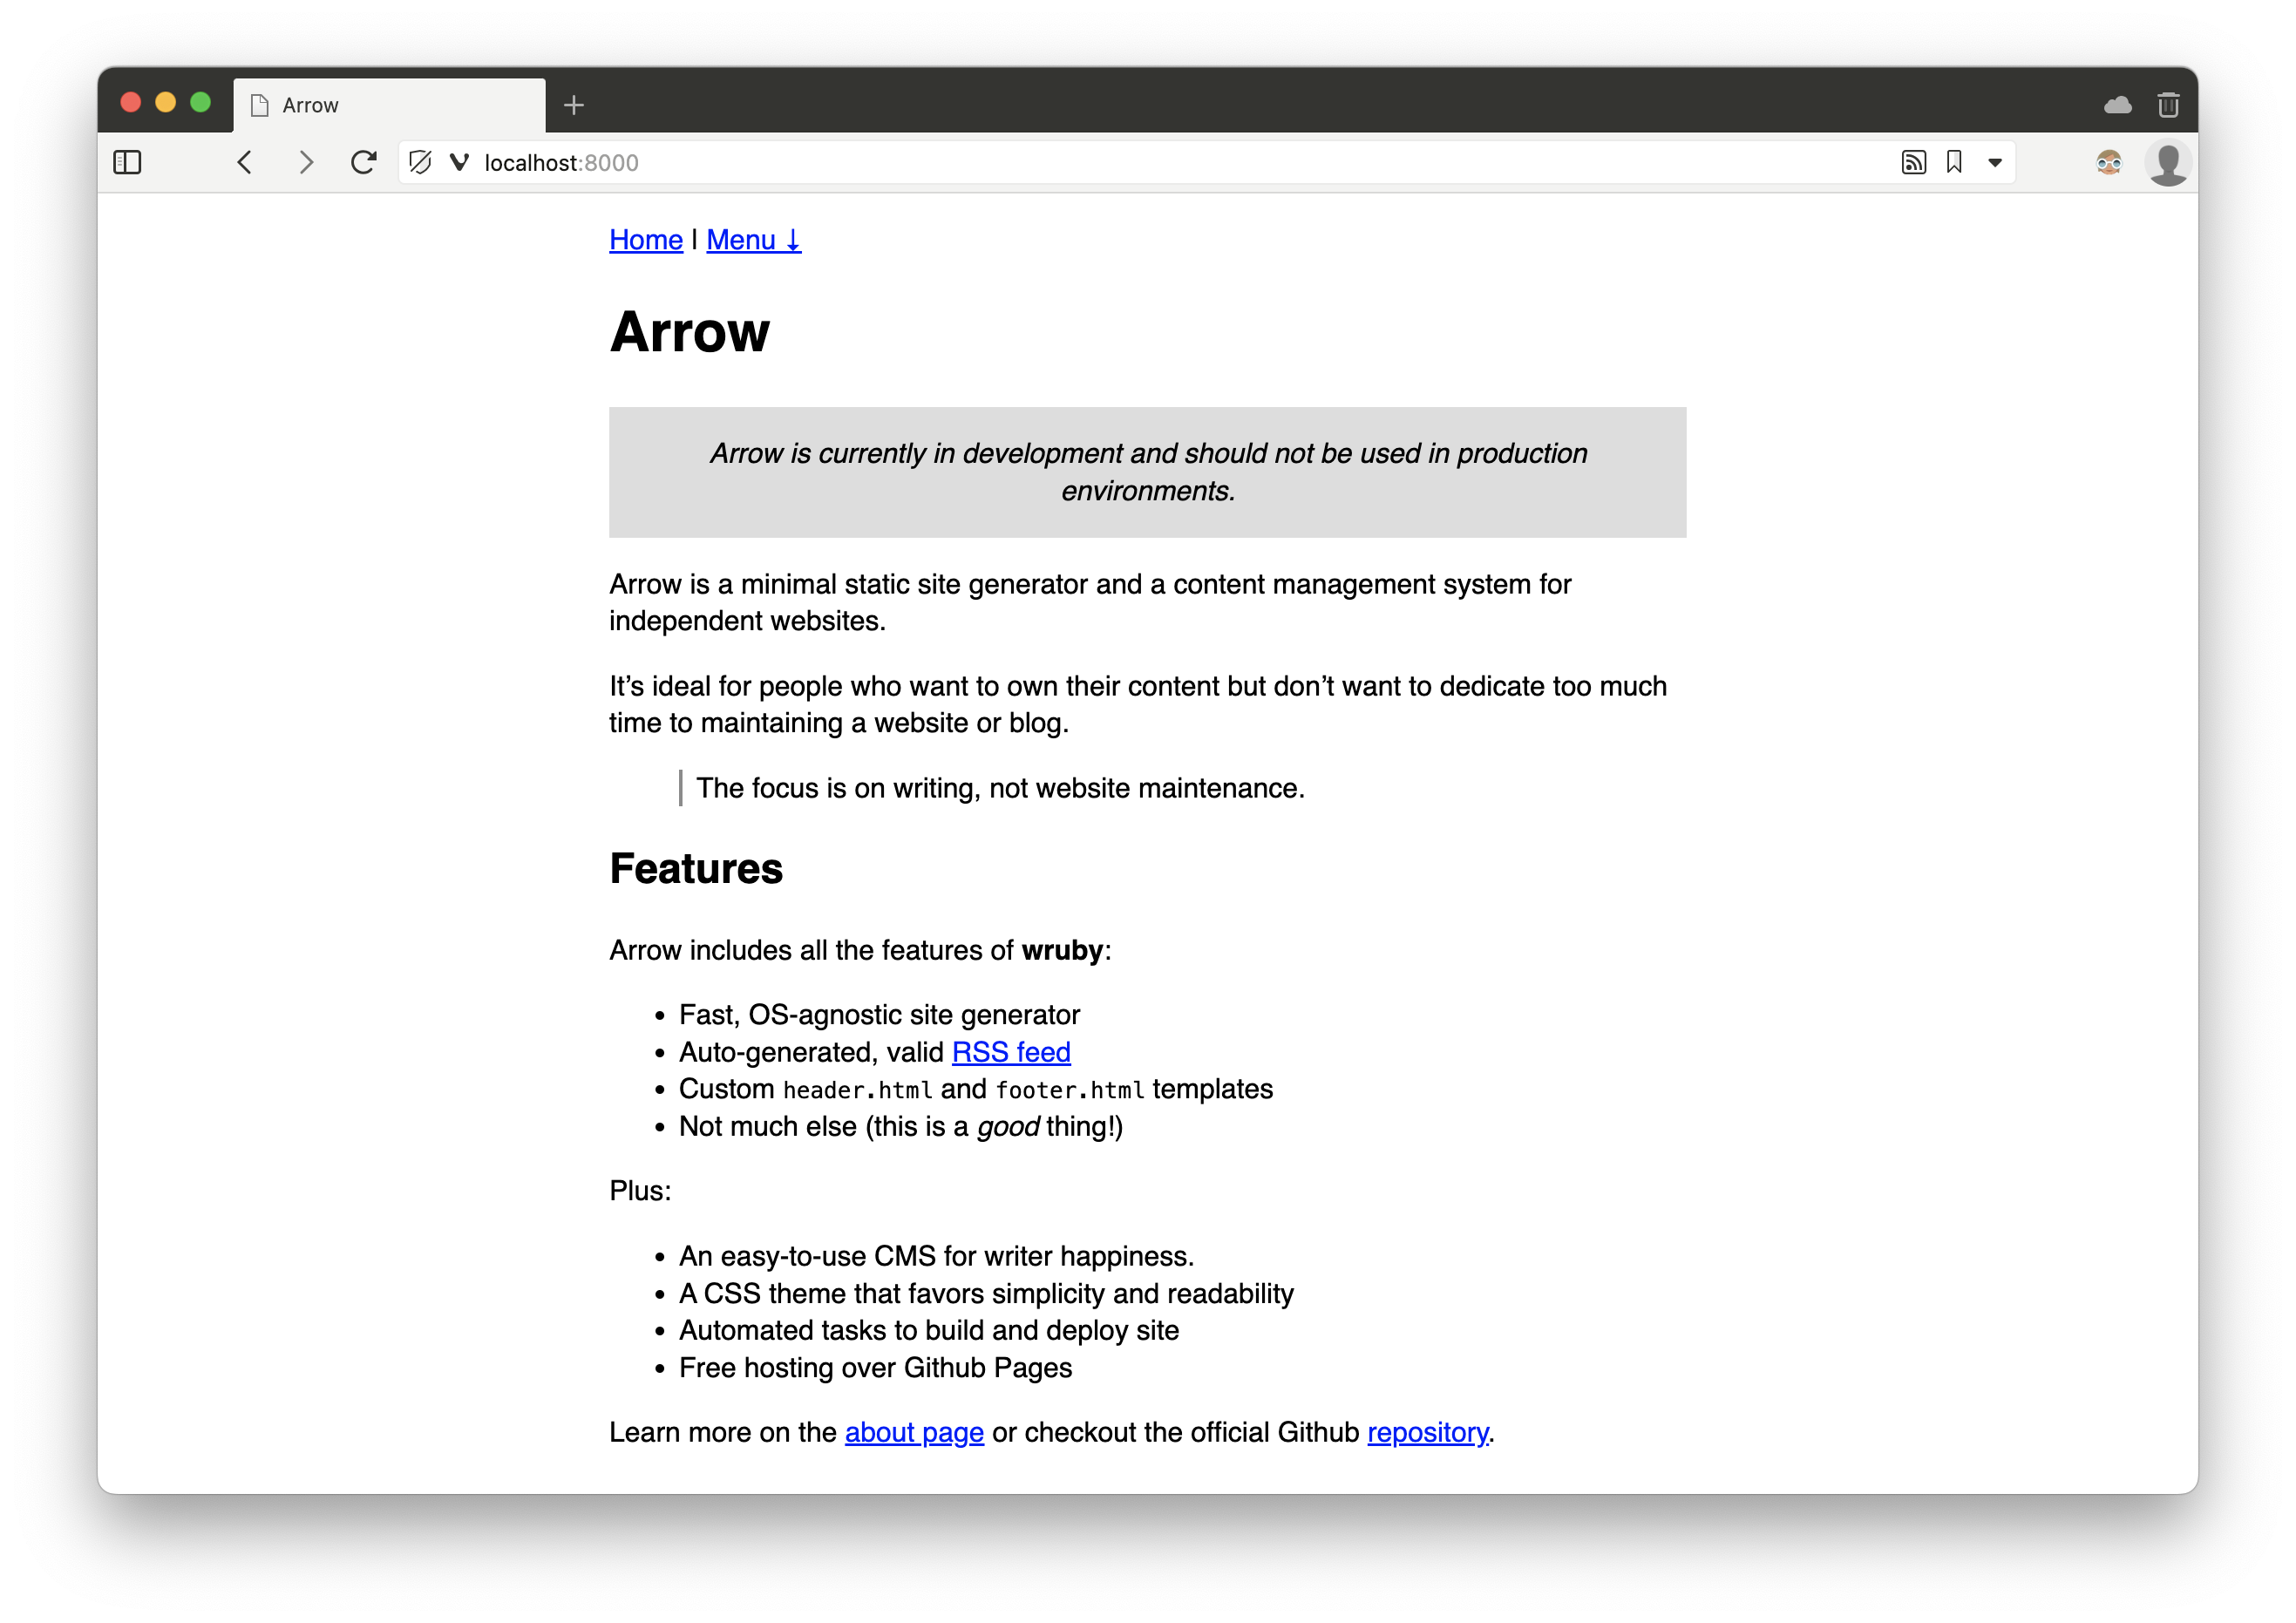 Arrow
localhost:8000
Home | Menu ↓
Arrow
Arrow is currently in development and should not be used in production
environments.
Arrow is a minimal static site generator and a content management system for
independent websites.
It’s ideal for people who want to own their content but don’t want to dedicate too much
time to maintaining a website or blog.
The focus is on writing, not website maintenance.
Features
Arrow includes all the features of wruby:
• Fast, OS-agnostic site generator
• Auto-generated, valid RSS feed
• Custom header.html and footer.html templates
• Not much else (this is a good thing!)
Plus:
• An easy-to-use CMS for writer happiness.
• A CSS theme that favors simplicity and readability
• Automated tasks to build and deploy site
• Free hosting over Github Pages
Learn more on the about page or checkout the official Github repository.